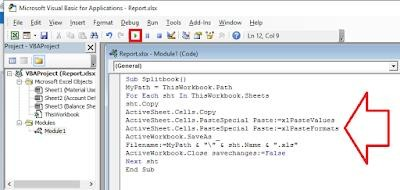 Microsoft Visual Basic for Applications - Report.xlsx
File Edit View Insert Format Debug Run Tools Add-Ins Window Help
Ln 12, Col 9
Project - VBAProject
VBAProject (Report.xlsx
Microsoft Excel Objects
Sheet1 (Material Use
Sheet2 (Account Det
Sheet3 (Balance Shee
ThisWorkbook
Modules
Module1
Report.xlsx - Module1 (Code)
(General)
Sub Splitbook()
MyPath = ThisWorkbook.Path
For Each sht In ThisWorkbook.Sheets
sht.Copy
ActiveSheet.Cells.Copy
ActiveSheet.Cells.PasteSpecial Paste:=xlPasteValues
ActiveSheet.Cells.PasteSpecial Paste:=xlPasteFormats
ActiveWorkbook.SaveAs _
Filename:=MyPath & "\" & sht.Name & ".xls"
ActiveWorkbook.Close savechanges:=False
Next sht
End Sub